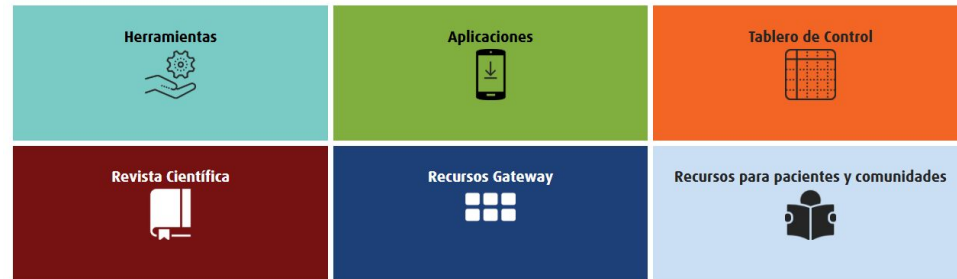 Herramientas
Aplicaciones
Tablero de Control
Revista Científica
Recursos Gateway
Recursos para pacientes y comunidades